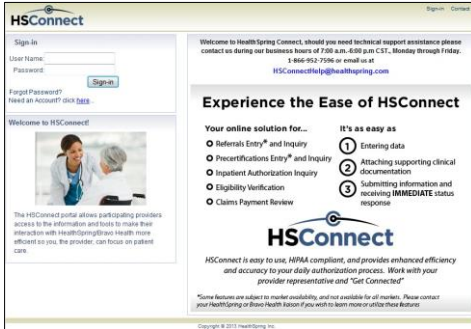 HSConnect
Sign-in Contact
Sign-in
User Name:
Password:
Sign-in
Forgot Password?
Need an Account? click here...
Welcome to HSConnect!
The HSConnect portal allows participating providers
access to the information and tools to make their
interaction with HealthSpring/Bravo Health more
efficient so you, the provider, can focus on patient
care.
Welcome to HealthSpring Connect, should you need technical support assistance please
contact us during our business hours of 7:00 a.m.-6:00 p.m CST., Monday through Friday.
1-866-952-7596 or email us at
HSConnectHelp@healthspring.com
Experience the Ease of HSConnect
Your online solution for...
Referrals Entry* and Inquiry
Precertifications Entry* and Inquiry
Inpatient Authorization Inquiry
Eligibility Verification
Claims Payment Review
It's as easy as
1 Entering data
2 Attaching supporting clinical
documentation
3 Submitting information and
receiving IMMEDIATE status
response
HSConnect
HSConnect is easy to use, HIPAA compliant, and provides enhanced efficiency
and accuracy to your daily authorization process. Work with your
provider representative and "Get Connected"
*Some features are subject to market availability, and not available for all markets. Please contact
your HealthSpring or Bravo Health liaison if you wish to learn more or utilize these features
Copyright © 2013 HealthSpring Inc.